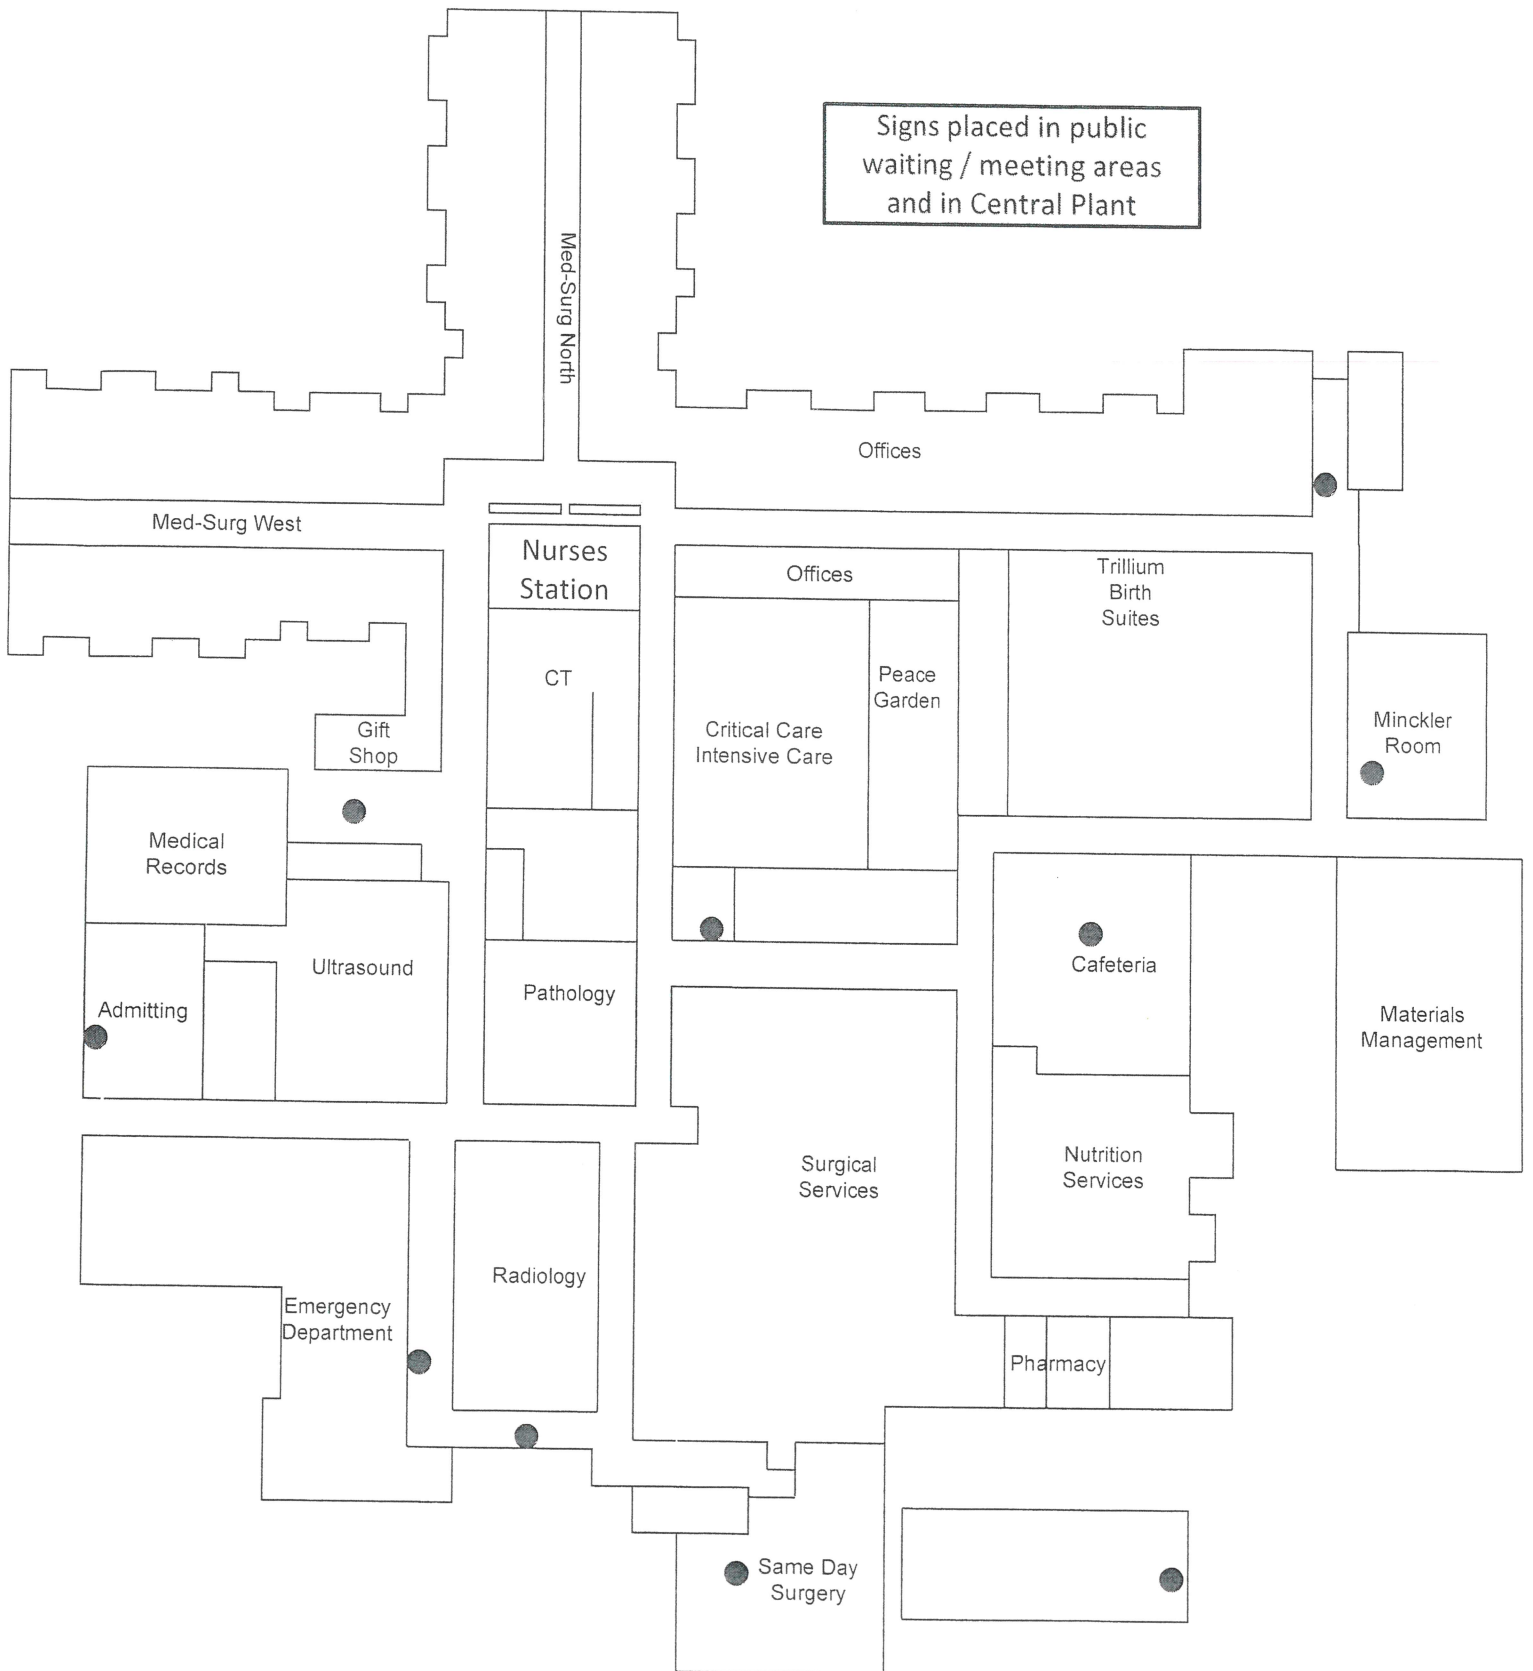 Signs placed in public
waiting / meeting areas
and in Central Plant
Med-Surg North
Offices
Med-Surg West
Nurses
Station
Offices
Trillium
Birth
Suites
CT
Peace
Garden
Critical Care
Intensive Care
Gift
Shop
Minckler
Room
Medical
Records
Ultrasound
Pathology
Cafeteria
Admitting
Materials
Management
Surgical
Services
Nutrition
Services
Radiology
Emergency
Department
Pharmacy
Same Day
Surgery